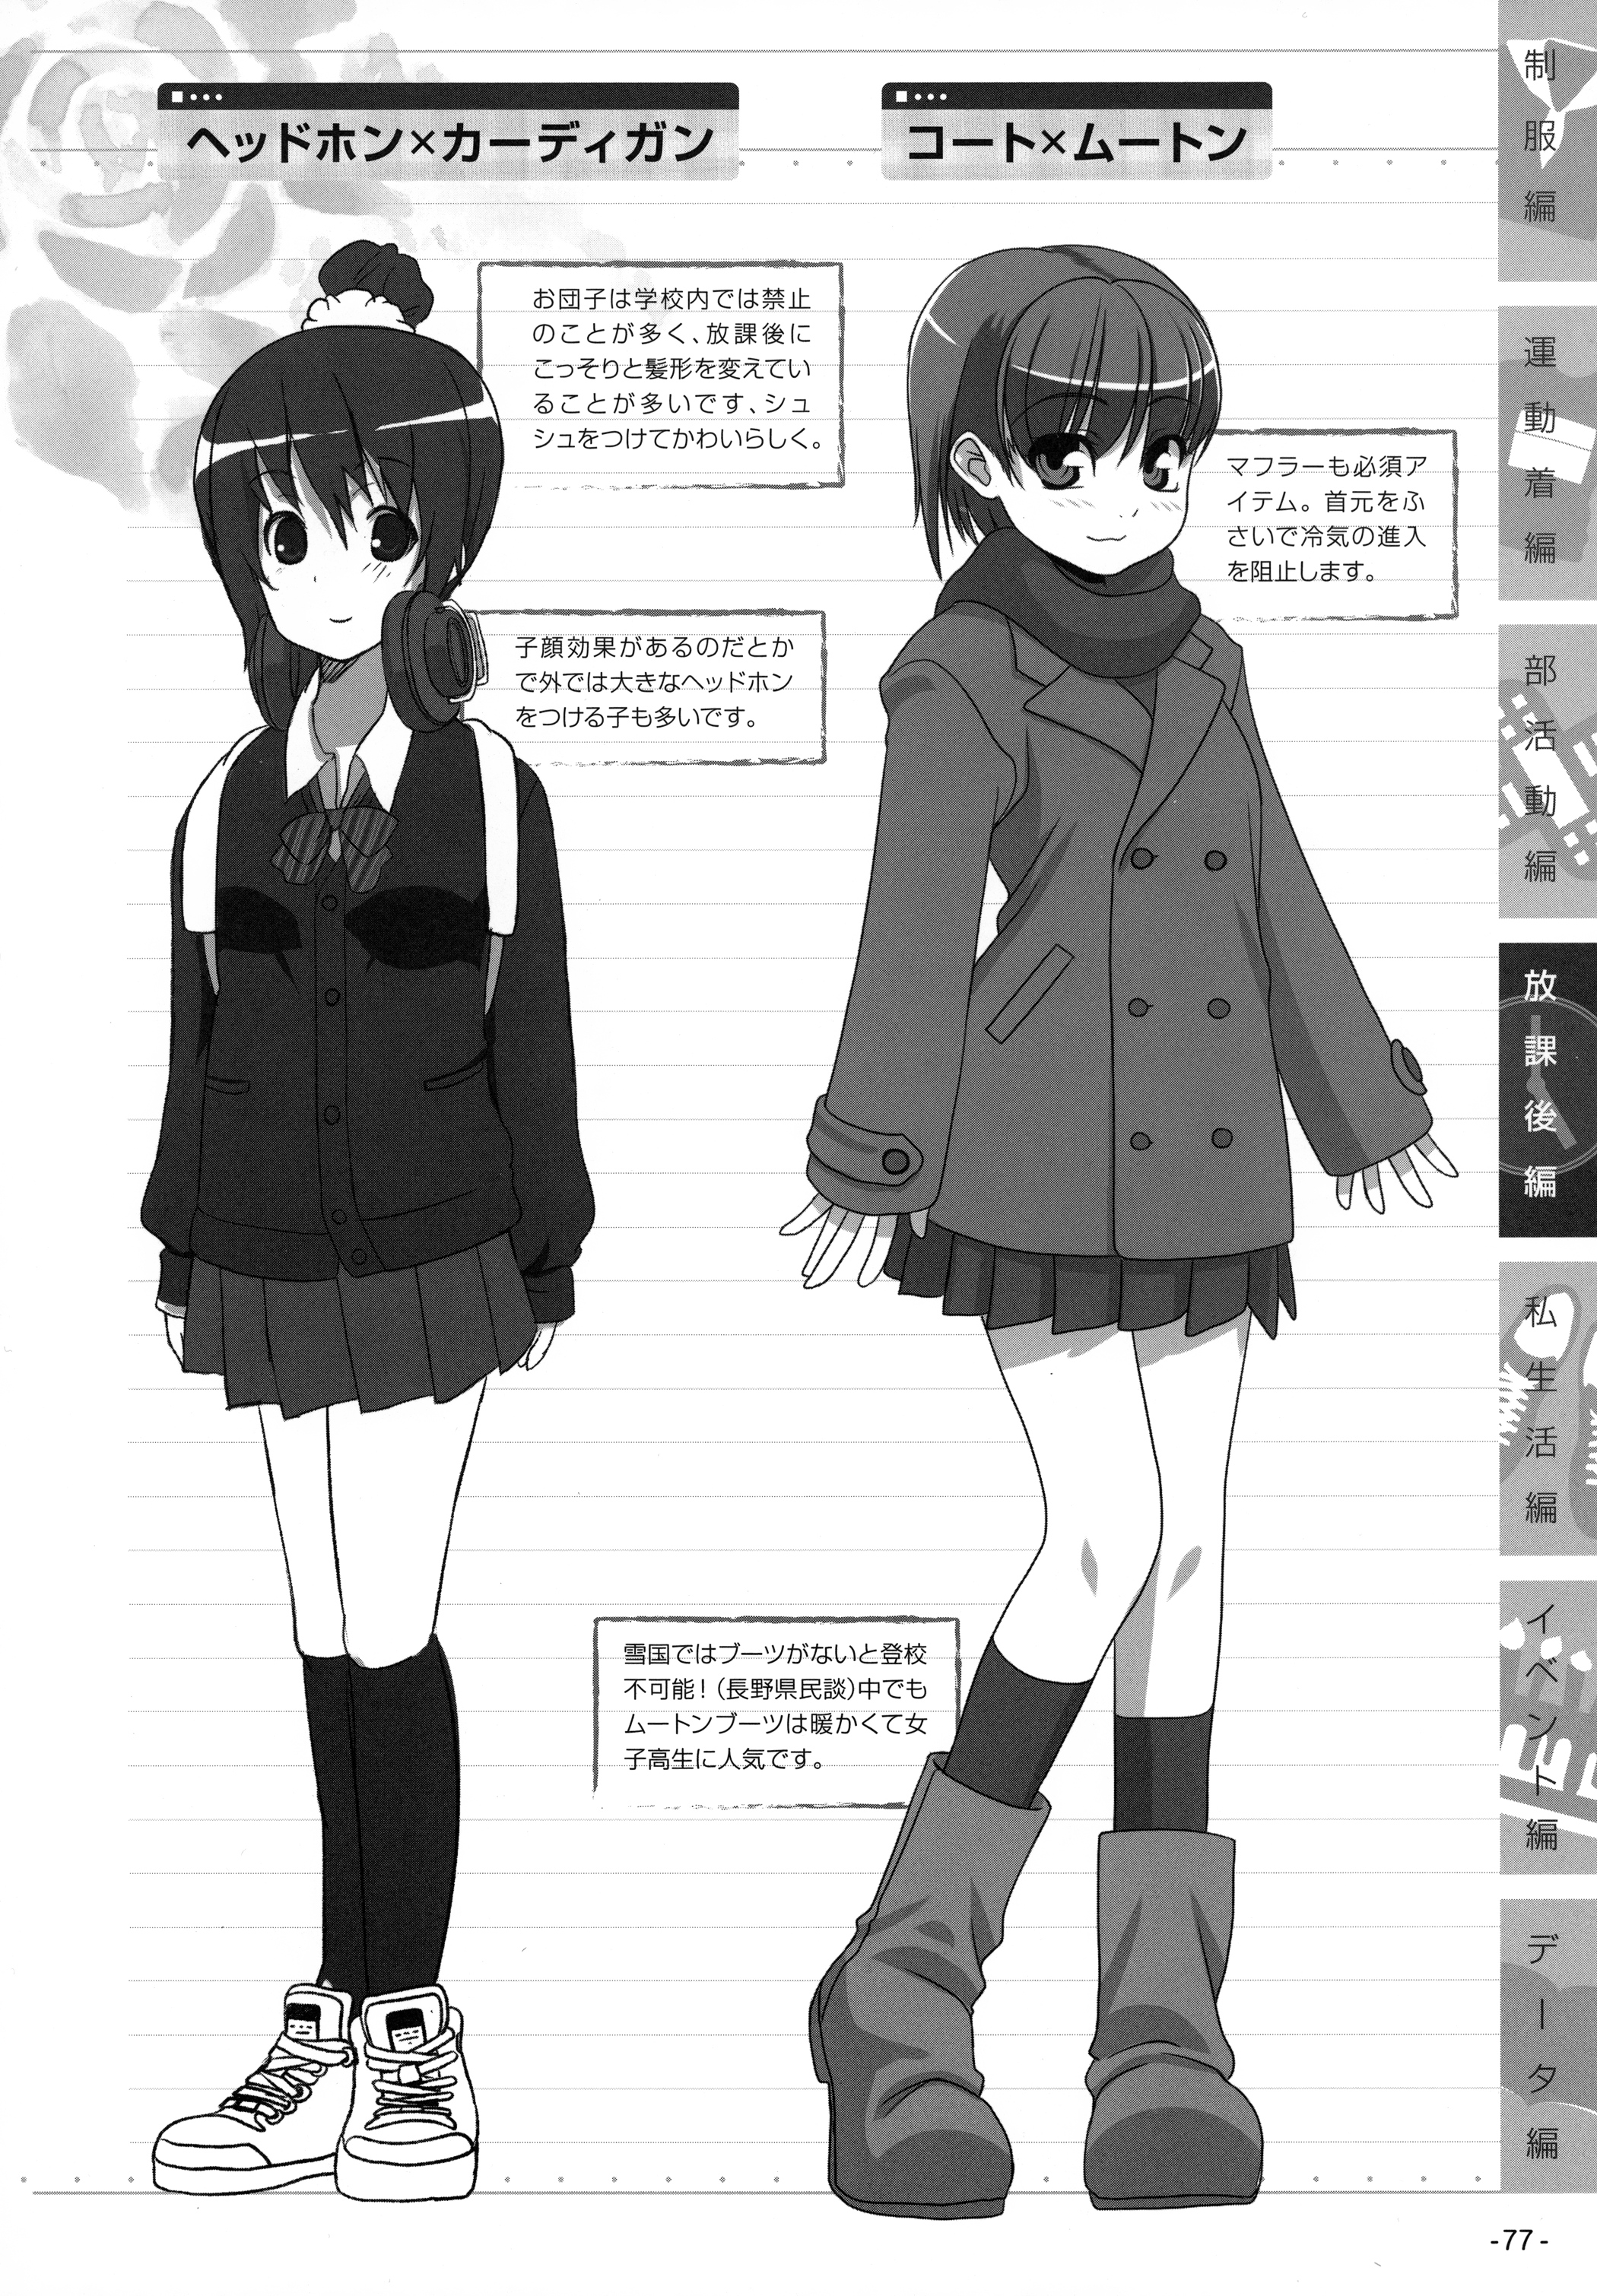 ヘッドホン×カーディガン
コート×ムートン
お団子は学校内では禁止
のことが多く、放課後に
こっそりと髪形を変えてい
ることが多いです、シュ
シュをつけてかわいらしく。
マフラーも必須ア
イテム。首元をふ
さいで冷気の進入
を阻止します。
子顔効果があるのだとか
で外では大きなヘッドホン
をつける子も多いです。
雪国ではブーツがないと登校
不可能！（長野県民談）中でも
ムートンブーツは暖かくて女
子高生に人気です。
制服編
運動着編
部活動編
放課後編
私生活編
イベント編
データ編
-77-